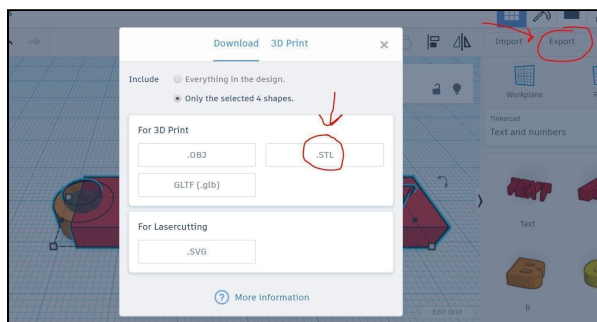 Download 3D Print
Import Export
Include Everything in the design.
Only the selected 4 shapes.
Workplane
For 3D Print
Tinkercad
Text and numbers
.OBJ .STL
GLTF (.glb)
TEXT
Text
For Lasercutting
.SVG
More information
B
Edit Grid